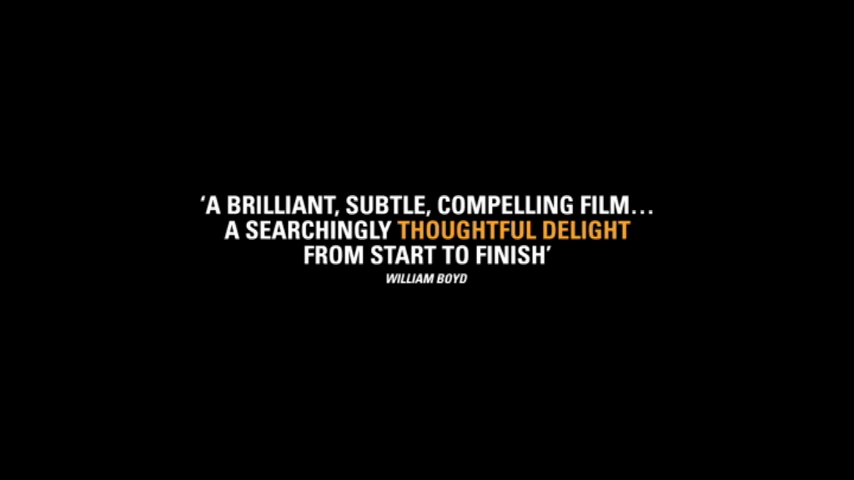 ‘A BRILLIANT, SUBTLE, COMPELLING FILM…
A SEARCHINGLY THOUGHTFUL DELIGHT
FROM START TO FINISH’
WILLIAM BOYD